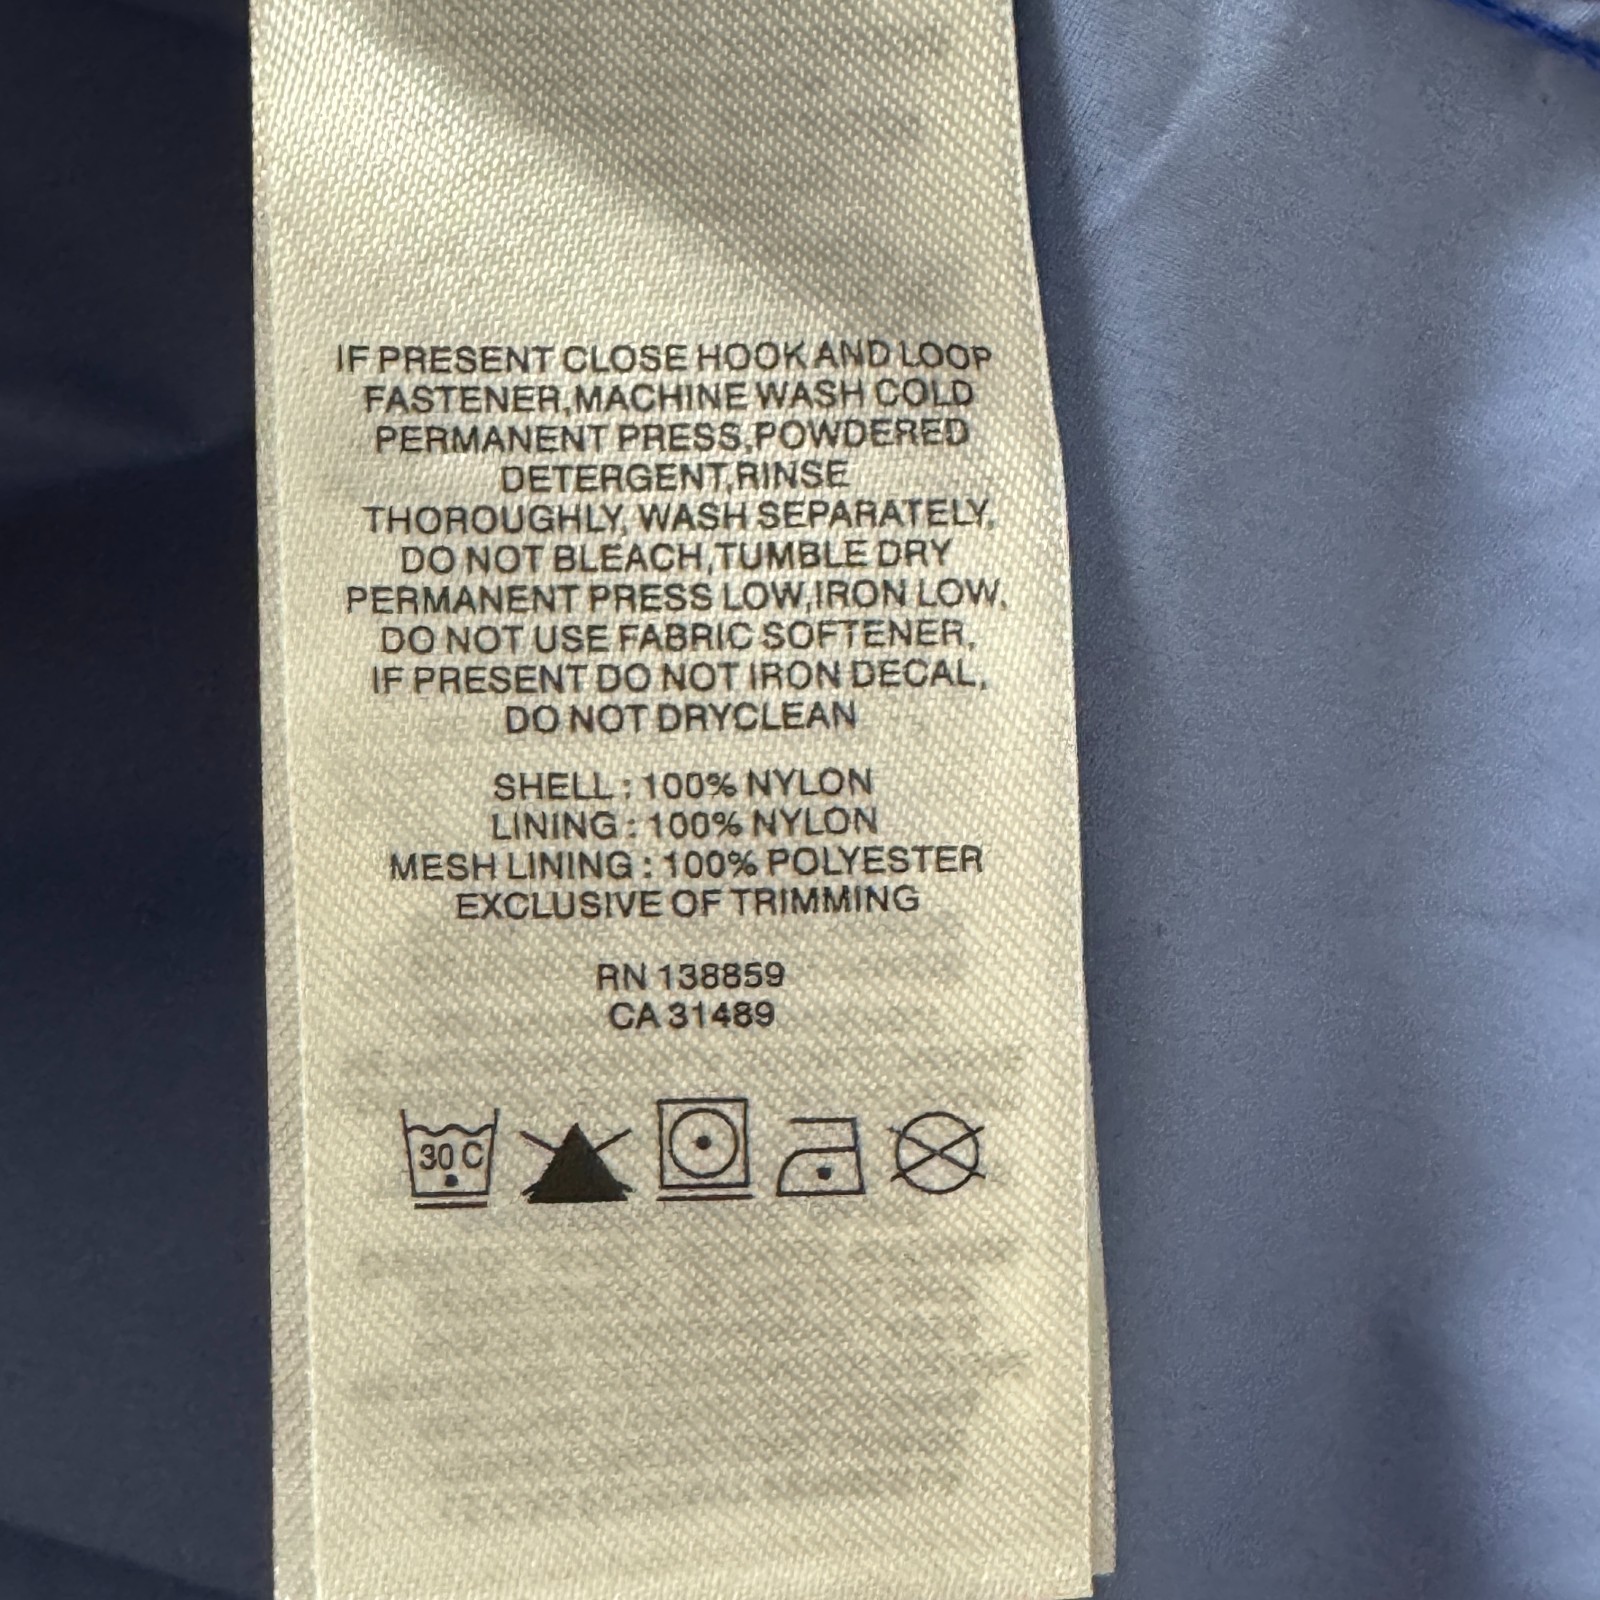 IF PRESENT CLOSE HOOK AND LOOP
FASTENER,MACHINE WASH COLD
PERMANENT PRESS,POWDERED
DETERGENT,RINSE
THOROUGHLY, WASH SEPARATELY,
DO NOT BLEACH,TUMBLE DRY
PERMANENT PRESS LOW,IRON LOW,
DO NOT USE FABRIC SOFTENER,
IF PRESENT DO NOT IRON DECAL,
DO NOT DRYCLEAN
SHELL : 100% NYLON
LINING : 100% NYLON
MESH LINING : 100% POLYESTER
EXCLUSIVE OF TRIMMING
RN 138859
CA 31489
30 C